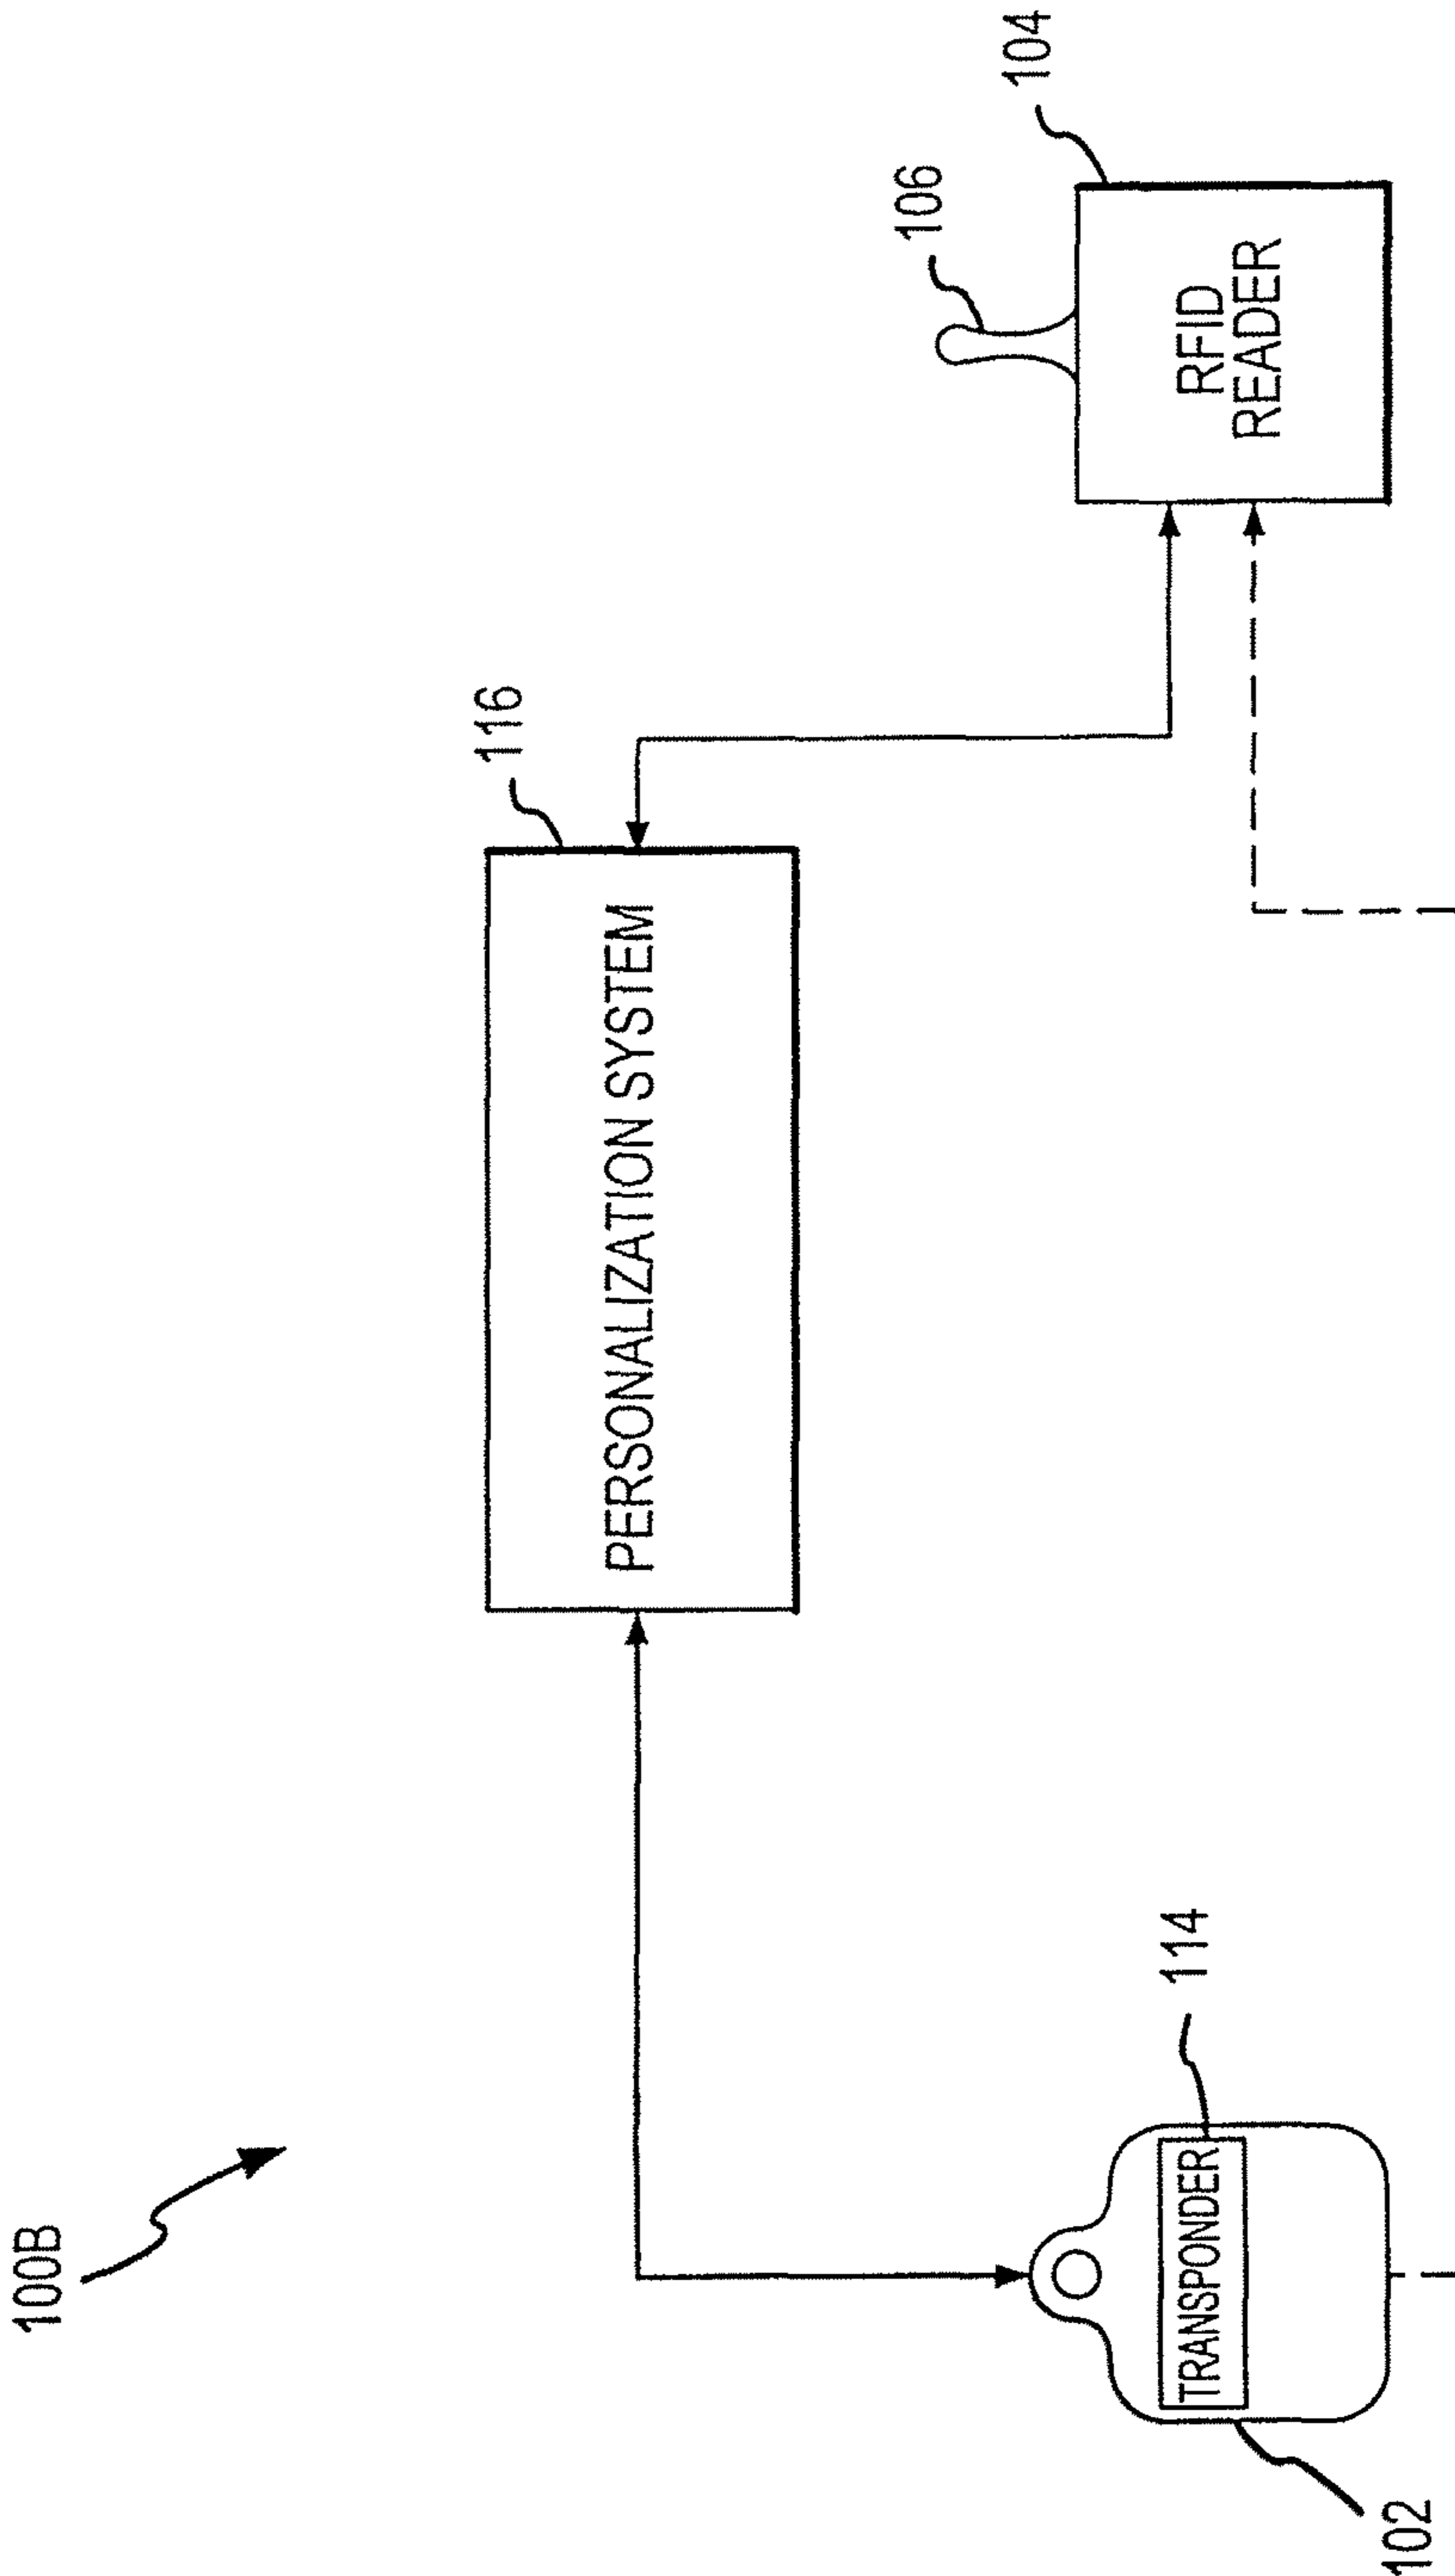 100B
116
PERSONALIZATION SYSTEM
106
104
RFID
READER
114
TRANSPONDER
102